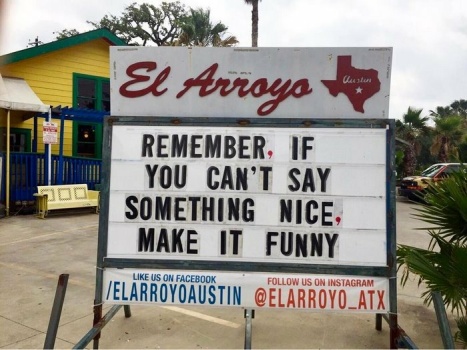 El Arroyo
Austin
REMEMBER, IF
YOU CAN'T SAY
SOMETHING NICE,
MAKE IT FUNNY
LIKE US ON FACEBOOK
/ELARROYOAUSTIN
FOLLOW US ON INSTAGRAM
@ELARROYO_ATX